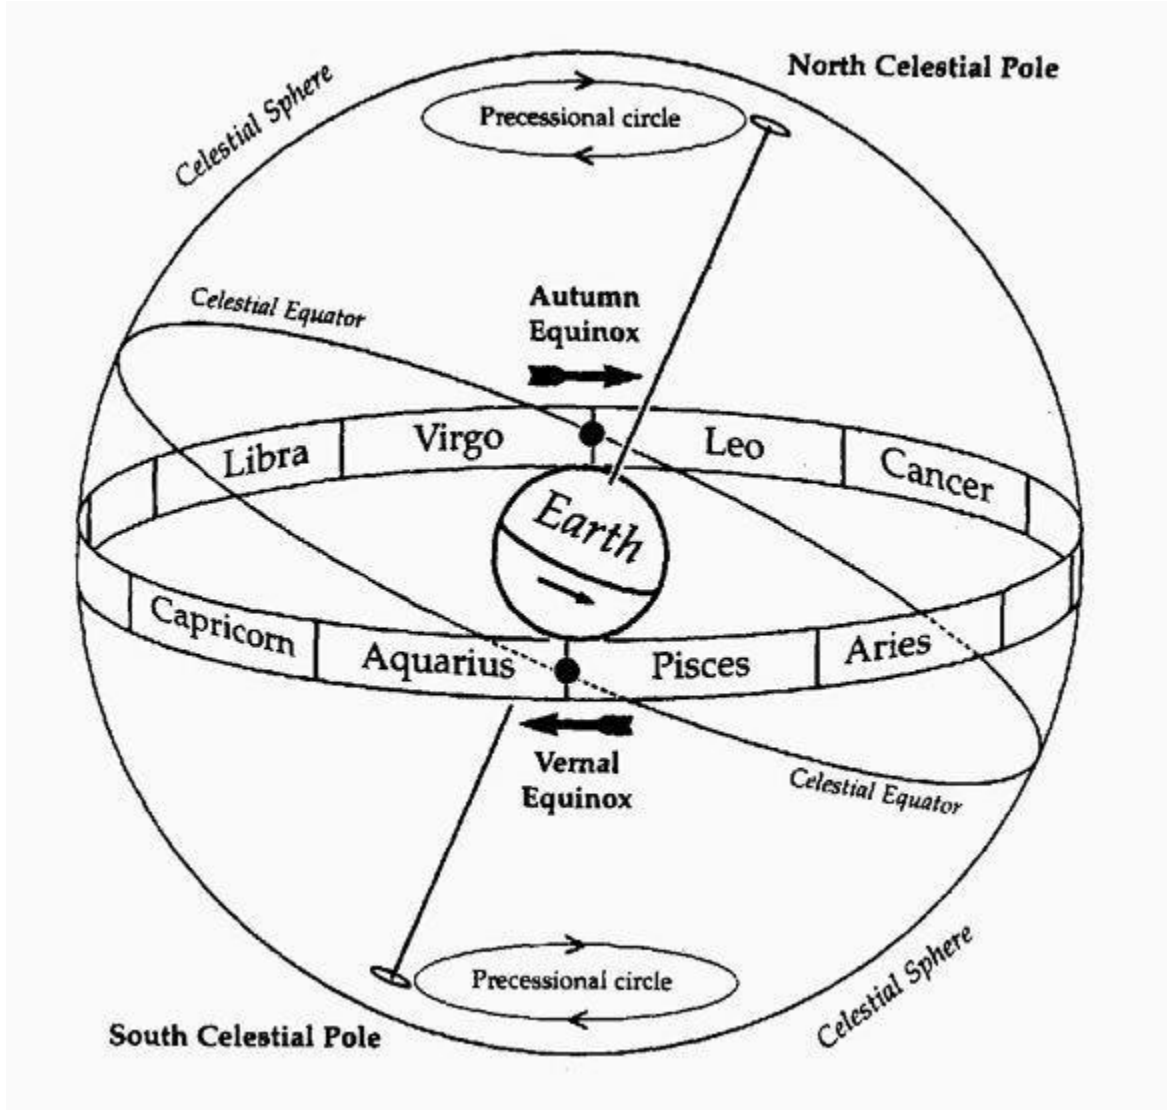 North Celestial Pole
Celestial Sphere
Precessional circle
Celestial Equator
Autumn
Equinox
Libra
Virgo
Leo
Cancer
Earth
Capricorn
Aquarius
Pisces
Aries
Vernal
Equinox
Celestial Equator
Precessional circle
Celestial Sphere
South Celestial Pole